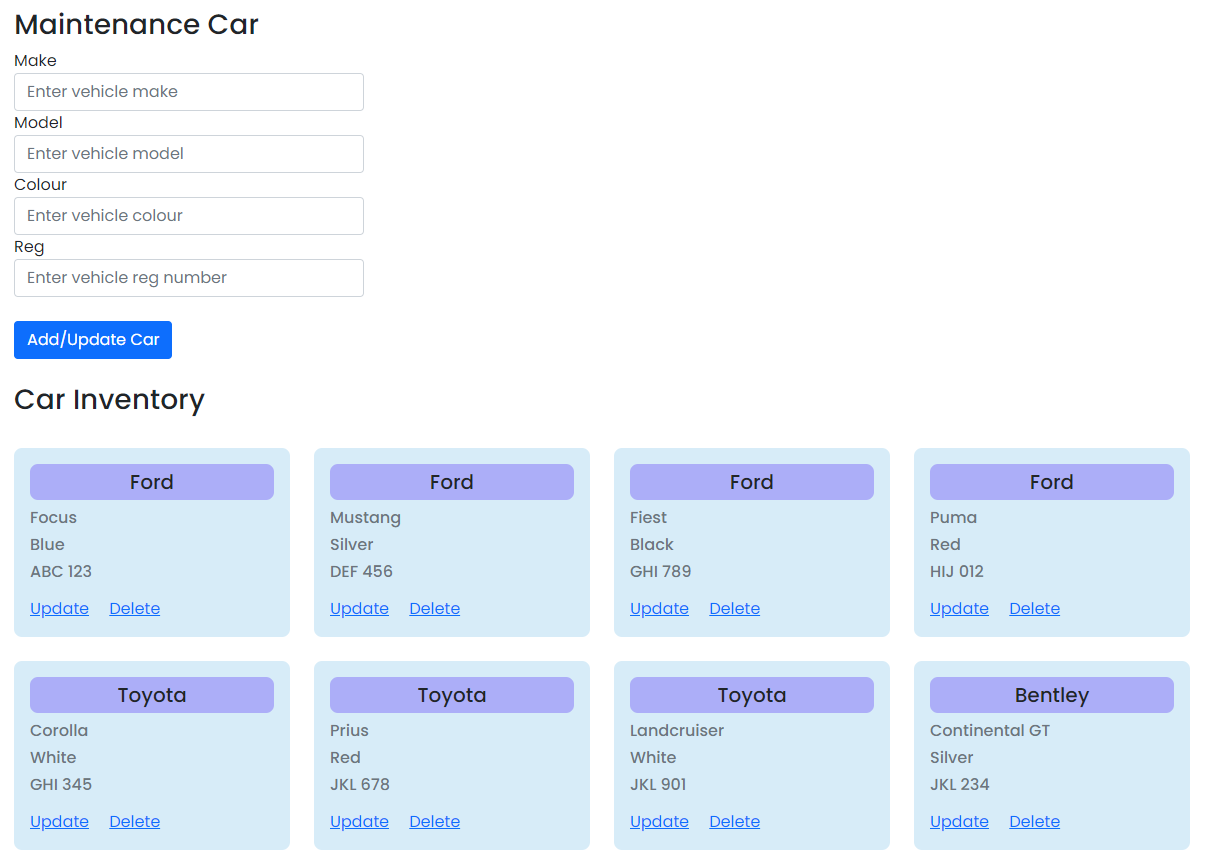 Maintenance Car
Make
Enter vehicle make
Model
Enter vehicle model
Colour
Enter vehicle colour
Reg
Enter vehicle reg number
Add/Update Car
Car Inventory
Ford
Focus
Blue
ABC 123
Update Delete
Ford
Mustang
Silver
DEF 456
Update Delete
Ford
Fiest
Black
GHI 789
Update Delete
Ford
Puma
Red
HIJ 012
Update Delete
Toyota
Corolla
White
GHI 345
Update Delete
Toyota
Prius
Red
JKL 678
Update Delete
Toyota
Landcruiser
White
JKL 901
Update Delete
Bentley
Continental GT
Silver
JKL 234
Update Delete